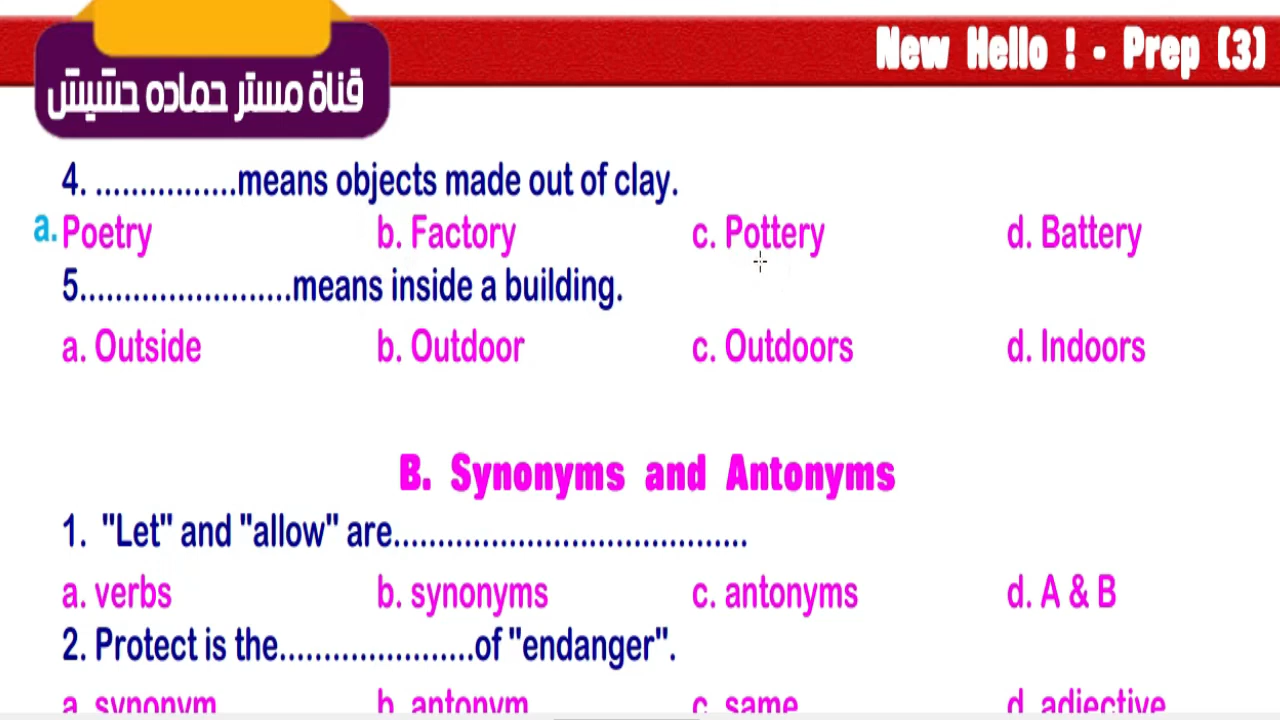 New Hello ! - Prep (3)
قناة مستر حماده حشيش
4. ................means objects made out of clay.
a. Poetry b. Factory c. Pottery d. Battery
5........................means inside a building.
a. Outside b. Outdoor c. Outdoors d. Indoors
B. Synonyms and Antonyms
1. "Let" and "allow" are........................................
a. verbs b. synonyms c. antonyms d. A & B
2. Protect is the......................of "endanger".
a. synonym b. antonym c. same d. adjective